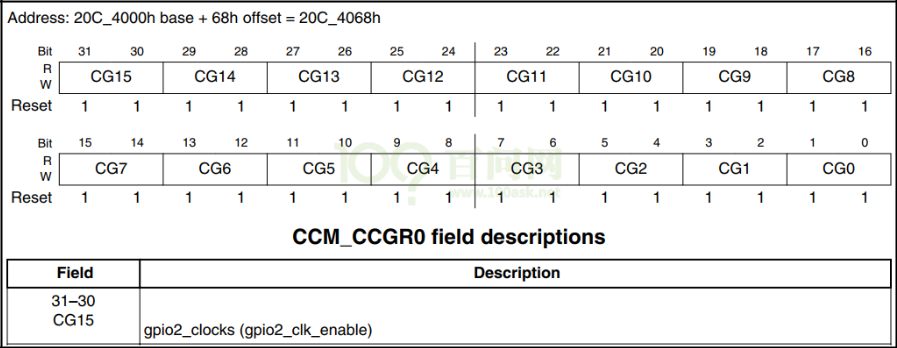 Address: 20C_4000h base + 68h offset = 20C_4068h
Bit 31 30 29 28 27 26 25 24 23 22 21 20 19 18 17 16
R
W
CG15 CG14 CG13 CG12 CG11 CG10 CG9 CG8
Reset 1 1 1 1 1 1 1 1 1 1 1 1 1 1 1 1
Bit 15 14 13 12 11 10 9 8 7 6 5 4 3 2 1 0
R
W
CG7 CG6 CG5 CG4 CG3 CG2 CG1 CG0
Reset 1 1 1 1 1 1 1 1 1 1 1 1 1 1 1 1
100? 百问网
www.100ask.net
CCM_CCGR0 field descriptions
Field Description
31–30
CG15
gpio2_clocks (gpio2_clk_enable)